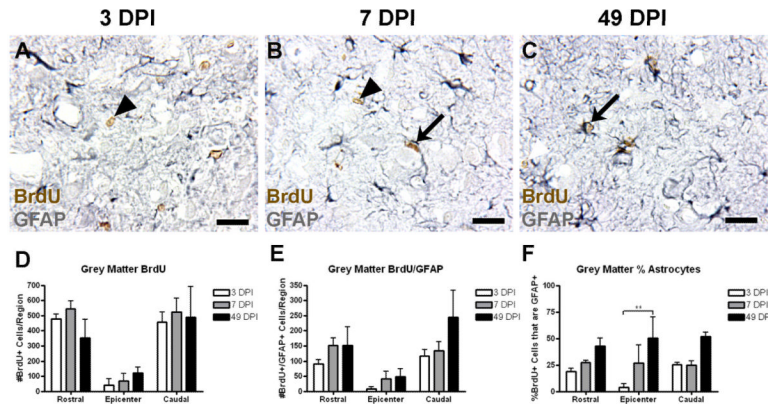 3 DPI 7 DPI 49 DPI
A B C
BrdU BrdU BrdU
GFAP GFAP GFAP
D E F
Grey Matter BrdU
#BrdU+ Cells/Region
700
600
500
400
300
200
100
0
Rostral Epicenter Caudal
3 DPI
7 DPI
49 DPI
Grey Matter BrdU/GFAP
#BrdU+/GFAP+ Cells/Region
400
300
200
100
0
Rostral Epicenter Caudal
3 DPI
7 DPI
49 DPI
Grey Matter % Astrocytes
%BrdU+ Cells that are GFAP+
100
75
50
25
0
**
Rostral Epicenter Caudal
3 DPI
7 DPI
49 DPI